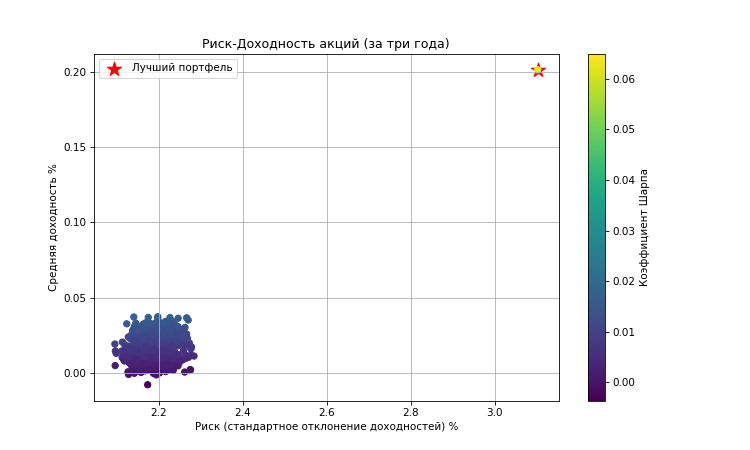 Риск-Доходность акций (за три года)
Лучший портфель
Средняя доходность %
0.20
0.15
0.10
0.05
0.00
2.2 2.4 2.6 2.8 3.0
Риск (стандартное отклонение доходностей) %
0.06
0.05
0.04
0.03
0.02
0.01
0.00
Коэффициент Шарпа